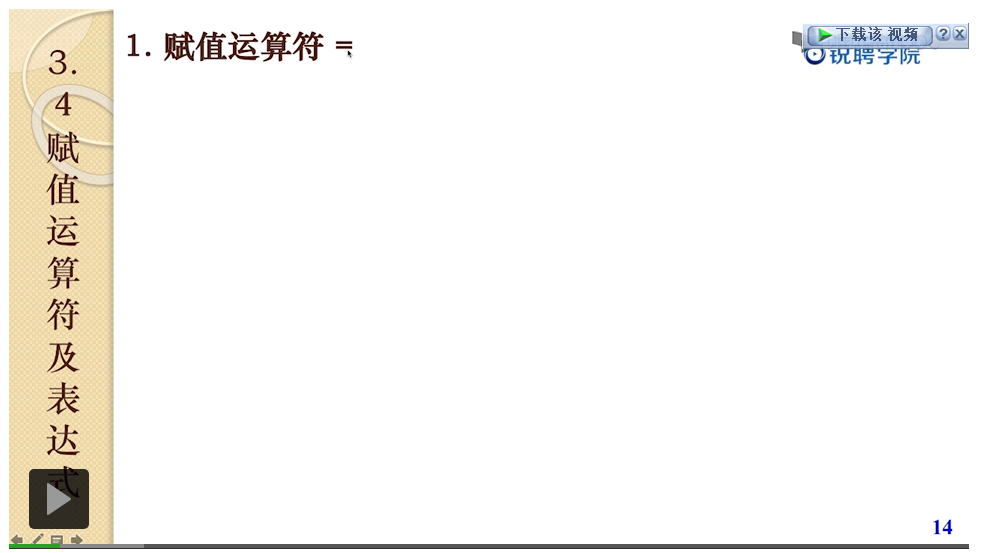 3.
4
赋
值
运
算
符
及
表
达
式
1. 赋值运算符 =
下载该 视频 ? X
锐聘学院
14